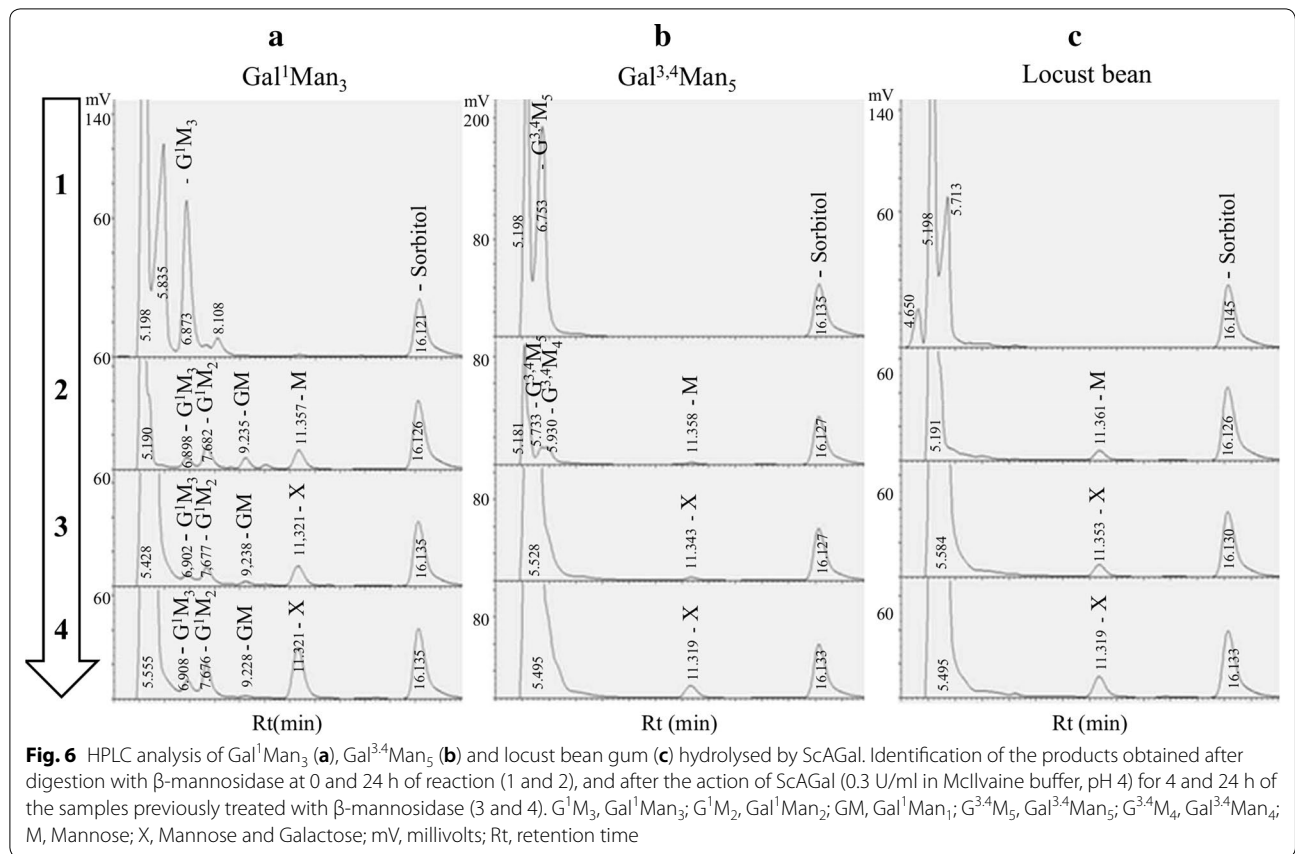 a
Gal¹Man₃
mV
140
60
5.198
5.835
6.873 - G¹M₃
8.108
16.121 - Sorbitol
b
Gal³,⁴Man₅
mV
200
80
5.198
6.753 - G³·⁴M₅
16.135 - Sorbitol
c
Locust bean
mV
140
60
4.650
5.198
5.713
16.145 - Sorbitol
1
2
3
4
60
5.190
6.898 - G¹M₃
7.682 - G¹M₂
9.235 - GM
11.357 - M
16.126
80
5.181
5.733 - G³·⁴M₅
5.930 - G³·⁴M₄
11.358 - M
16.127
60
5.191
11.361 - M
16.126
60
5.428
6,902 - G¹M₃
7,677 - G¹M₂
9,238 - GM
11,321 - X
16.135
80
5.528
11.343 - X
16.127
60
5.584
11.353 - X
16.130
60
5.555
6,908 - G¹M₃
7,676 - G¹M₂
9.228 - GM
11.321 - X
16.135
80
5.495
11.319 - X
16.133
60
5.495
11.319 - X
16.133
Rt(min)
Rt (min)
Rt (min)
Fig. 6 HPLC analysis of Gal¹Man₃ (a), Gal³·⁴Man₅ (b) and locust bean gum (c) hydrolysed by ScAGal. Identification of the products obtained after
digestion with β-mannosidase at 0 and 24 h of reaction (1 and 2), and after the action of ScAGal (0.3 U/ml in McIlvaine buffer, pH 4) for 4 and 24 h of
the samples previously treated with β-mannosidase (3 and 4). G¹M₃, Gal¹Man₃; G¹M₂, Gal¹Man₂; GM, Gal¹Man₁; G³·⁴M₅, Gal³·⁴Man₅; G³·⁴M₄, Gal³·⁴Man₄;
M, Mannose; X, Mannose and Galactose; mV, millivolts; Rt, retention time